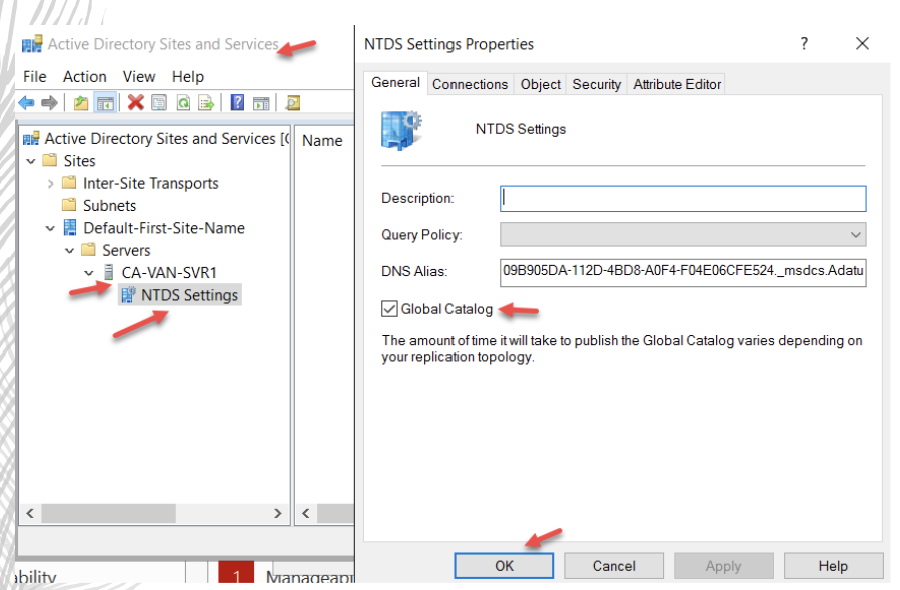 Active Directory Sites and Services
File Action View Help
Active Directory Sites and Services [
Name
Sites
Inter-Site Transports
Subnets
Default-First-Site-Name
Servers
CA-VAN-SVR1
NTDS Settings
NTDS Settings Properties
General Connections Object Security Attribute Editor
NTDS Settings
Description:
Query Policy:
DNS Alias: 09B905DA-112D-4BD8-A0F4-F04E06CFE524._msdcs.Adatu
Global Catalog
The amount of time it will take to publish the Global Catalog varies depending on
your replication topology.
OK Cancel Apply Help
1